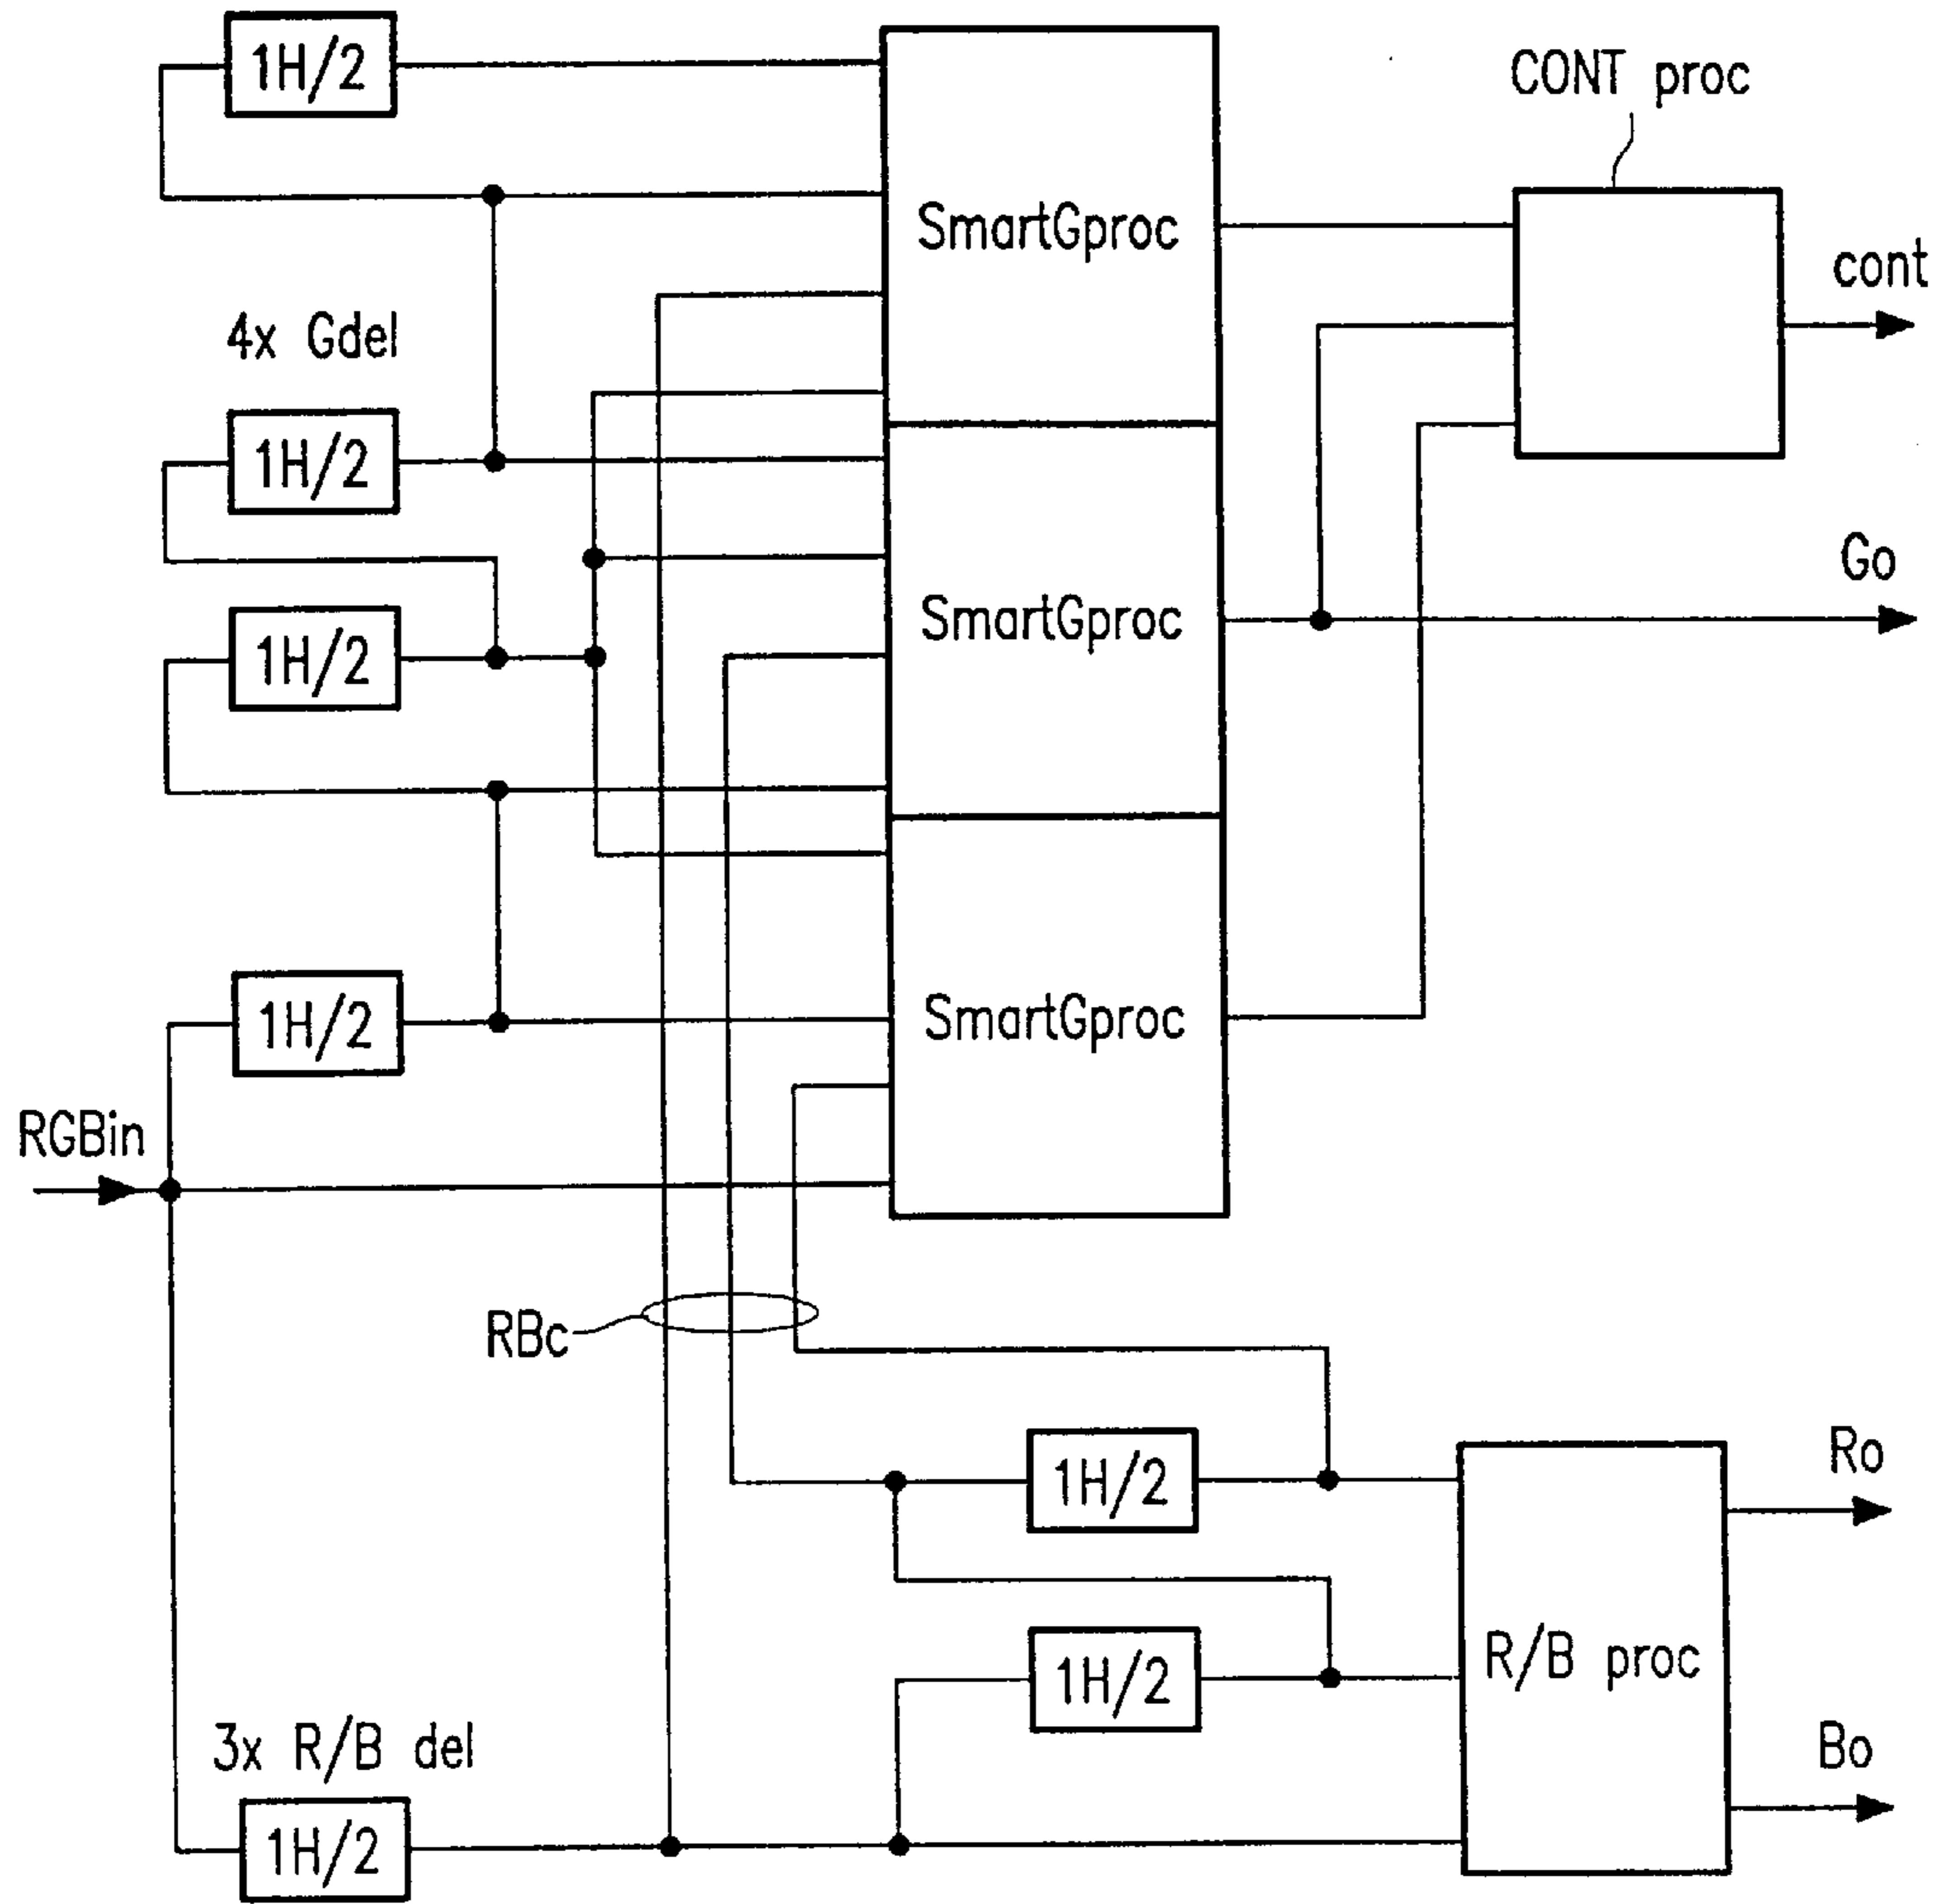 1H/2
CONT proc
SmartGproc
cont
4x Gdel
1H/2
Go
1H/2
SmartGproc
1H/2
SmartGproc
RGBin
RBc
1H/2
Ro
1H/2
R/B proc
3x R/B del
Bo
1H/2